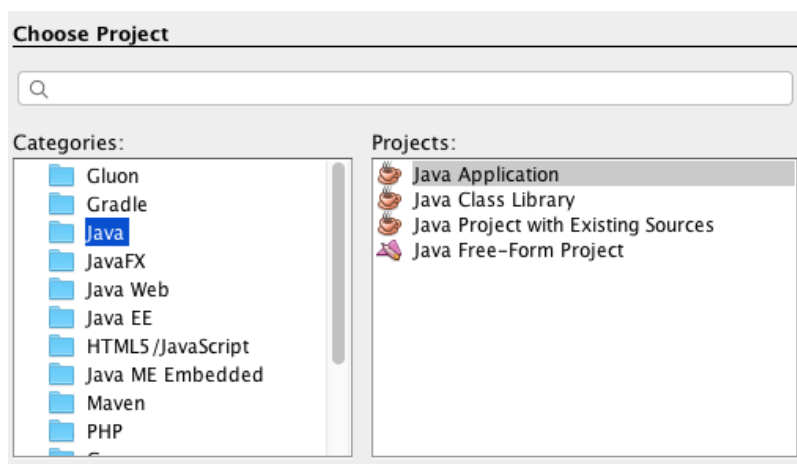 Choose Project
Categories:
Gluon
Gradle
Java
JavaFX
Java Web
Java EE
HTML5/JavaScript
Java ME Embedded
Maven
PHP
Projects:
Java Application
Java Class Library
Java Project with Existing Sources
Java Free-Form Project